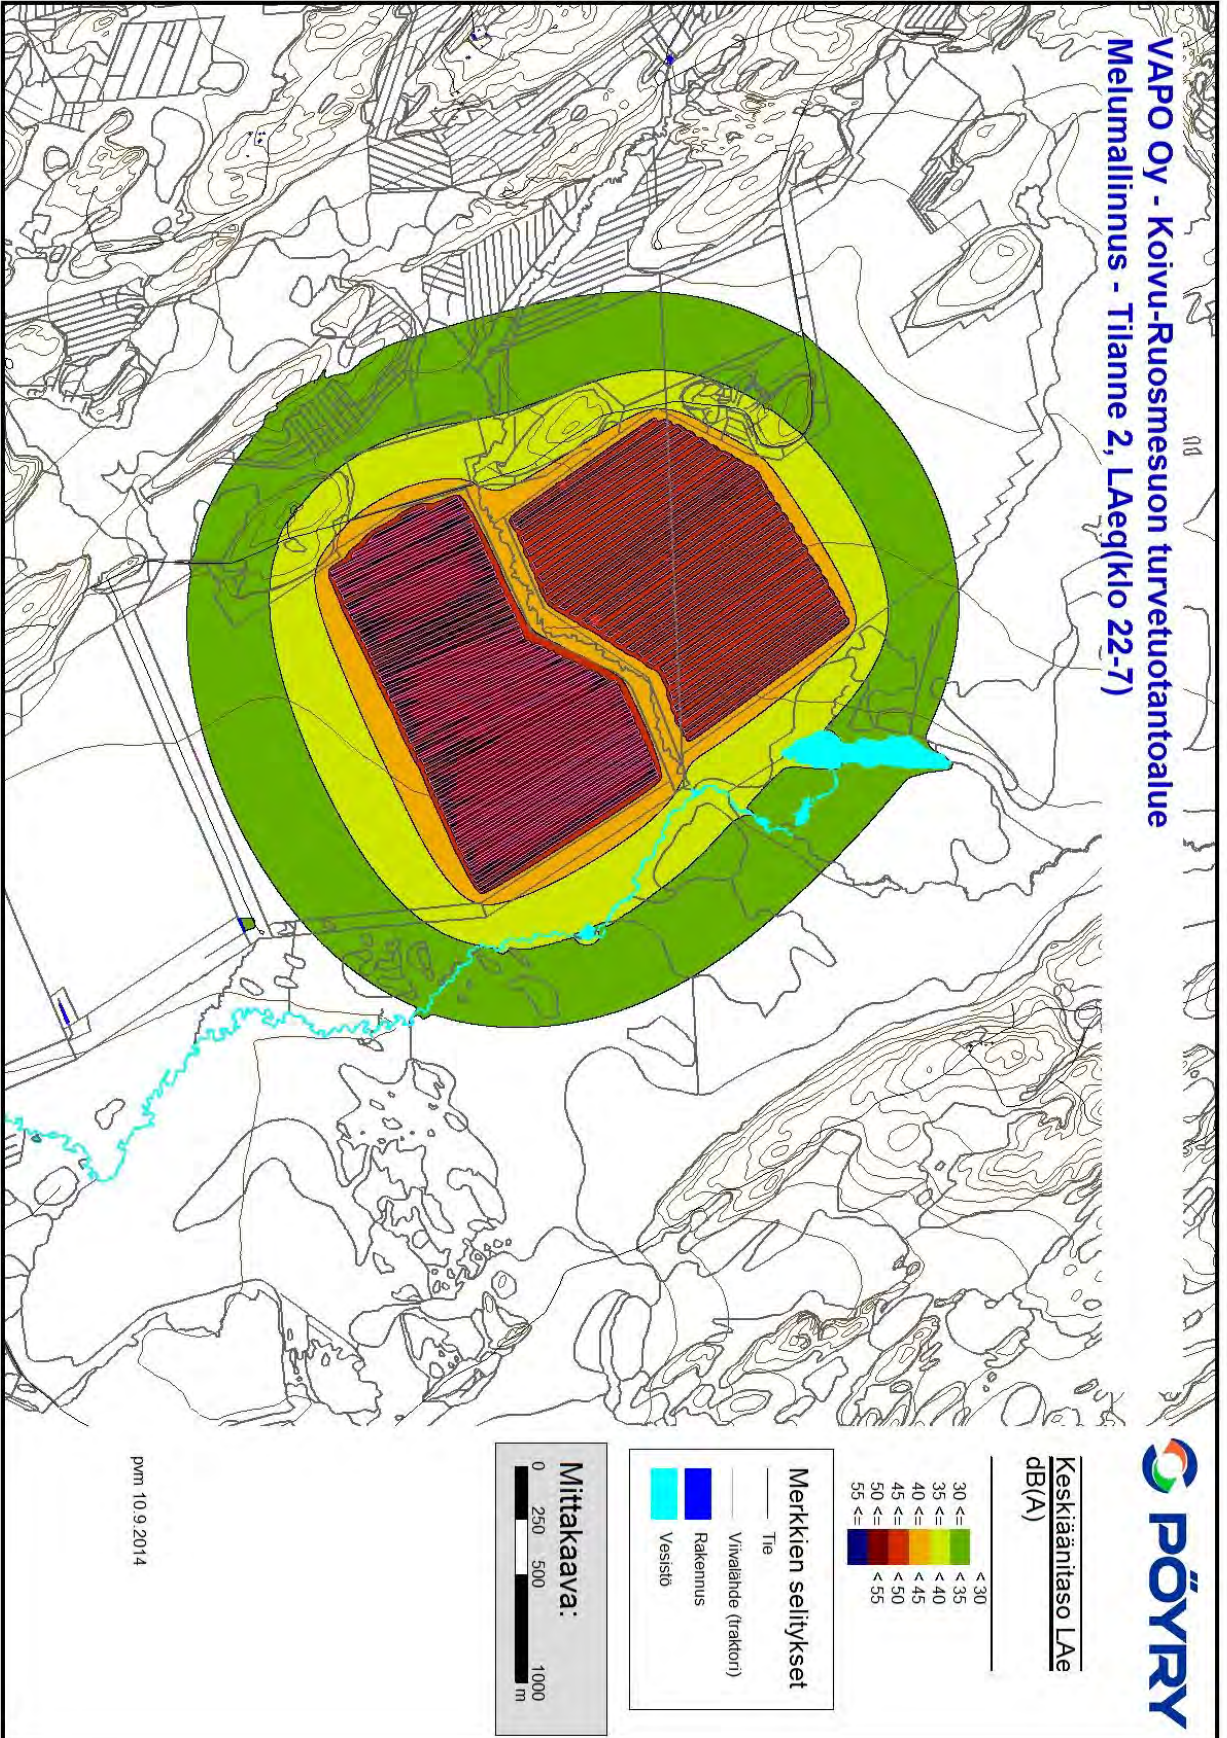 VAPO Oy - Koivu-Ruosmesuon turvetuotantoalue
Melumallinnus - Tilanne 2, LAeq(klo 22-7)
PÖYRY
Keskiäänitaso LAe
dB(A)
< 30
30 <= < 35
35 <= < 40
40 <= < 45
45 <= < 50
50 <= < 55
55 <=
Merkkien selitykset
Tie
Viivalähde (traktori)
Rakennus
Vesistö
Mittakaava:
0 250 500 1000
m
pvm 10.9.2014